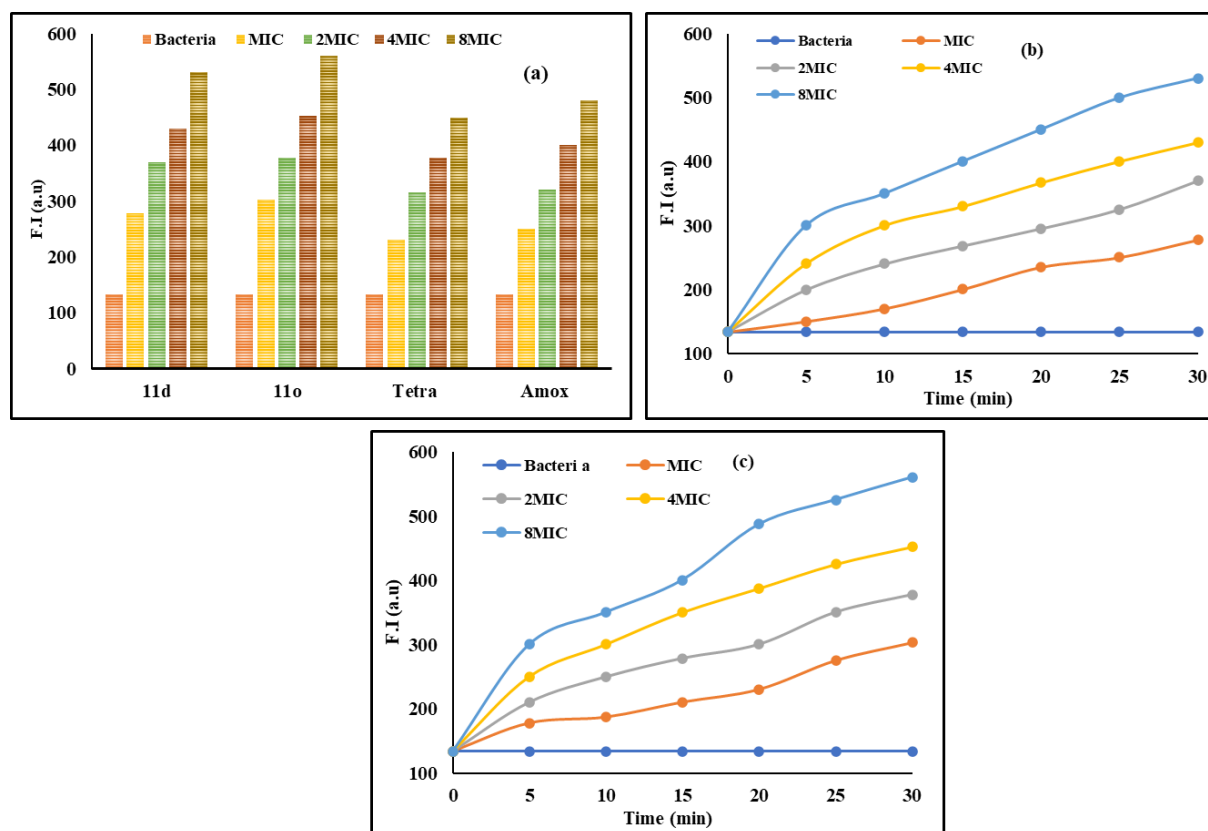 Bacteria MIC 2MIC 4MIC 8MIC
(a)
F.I (a.u)
600
500
400
300
200
100
0
11d 11o Tetra Amox
Bacteria MIC
2MIC 4MIC
8MIC
(b)
F.I (a.u)
600
500
400
300
200
100
0 5 10 15 20 25 30
Time (min)
Bacteri a MIC
2MIC 4MIC
8MIC
(c)
F.I (a.u)
600
500
400
300
200
100
0 5 10 15 20 25 30
Time (min)